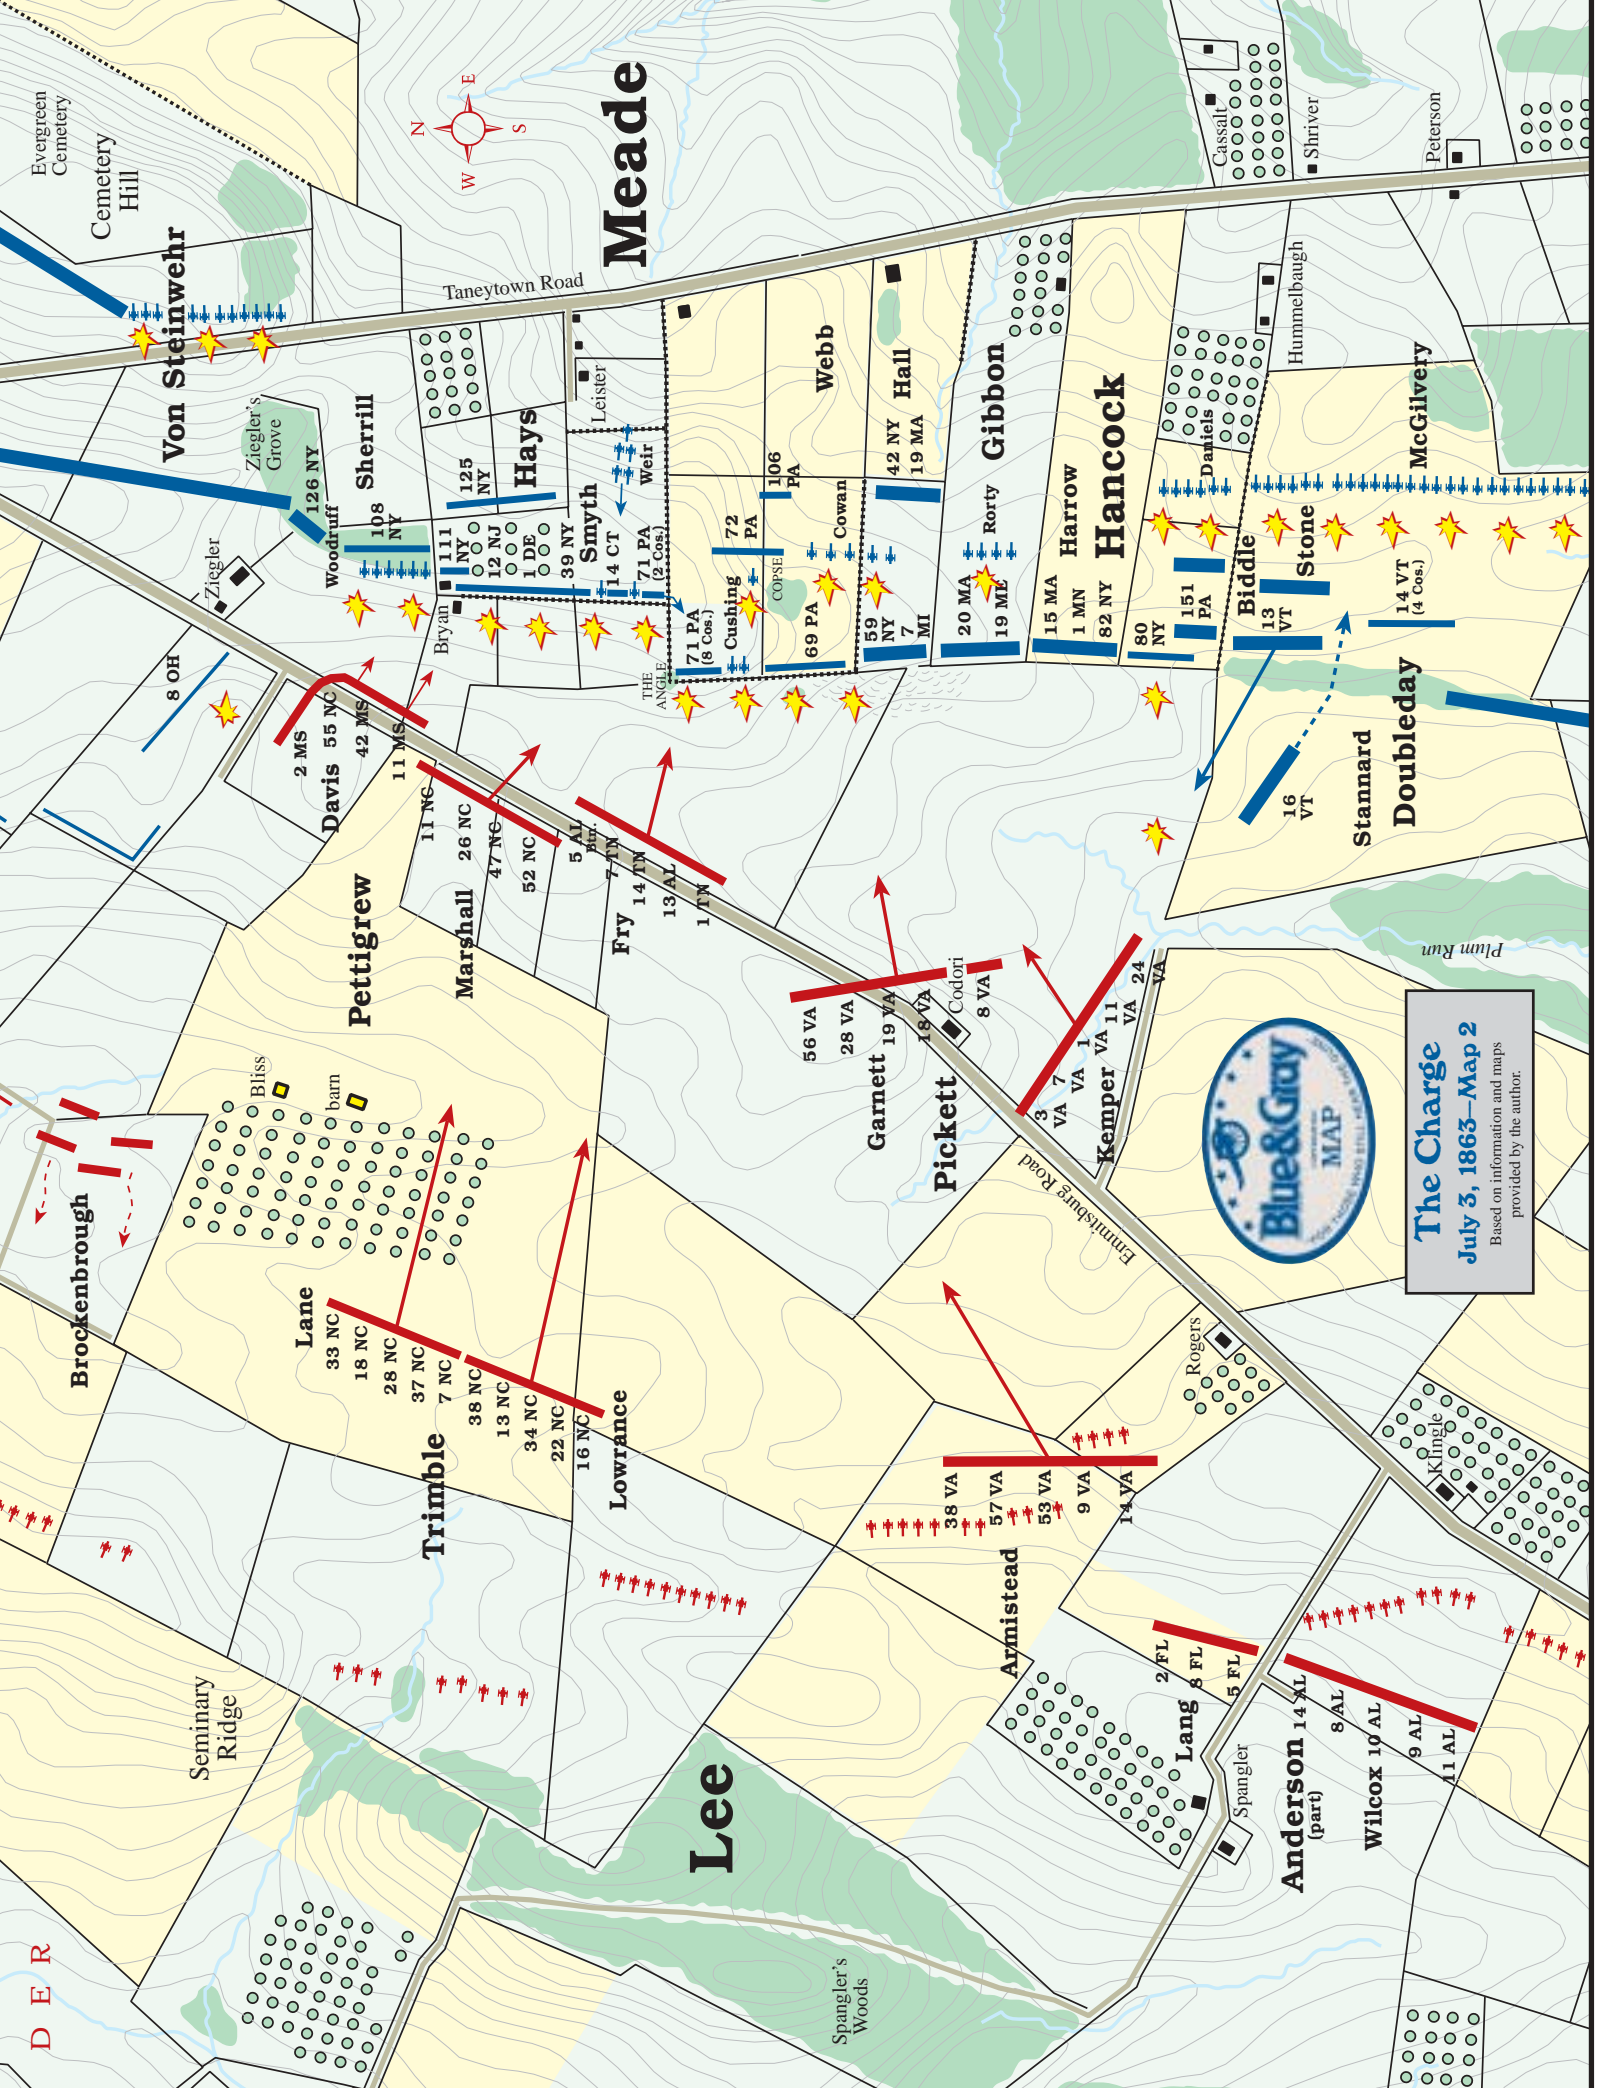 D E R
Seminary
Ridge
Spangler's
Woods
Lee
Brockenbrough
Trimble
Lane
33 NC
18 NC
28 NC
37 NC
7 NC
38 NC
13 NC
34 NC
22 NC
16 NC
Lowrance
Bliss
barn
Pettigrew
Davis
2 MS
55 NC
42 MS
11 MS
Marshall
11 NC
26 NC
47 NC
52 NC
Fry
5 AL
Btn.
7 TN
14 TN
13 AL
1 TN
8 OH
Ziegler
Evergreen
Cemetery
Cemetery
Hill
Von Steinwehr
Ziegler's
Grove
126 NY
Woodruff
Sherrill
108
NY
Bryan
111
NY
125
NY
Hays
12 NJ
1 DE
39 NY
Smyth
14 CT
71 PA
(2 Cos.)
Weir
Leister
Taneytown Road
N
E
S
W
Meade
THE
ANGLE
71 PA
(8 Cos.)
Cushing
72
PA
COPSE
106
PA
69 PA
Cowan
Webb
Hall
42 NY
19 MA
59
NY
7
MI
Gibbon
Rorty
20 MA
19 ME
Harrow
15 MA
1 MN
82 NY
Hancock
80
NY
151
PA
Daniels
Biddle
13
VT
Stone
14 VT
(4 Cos.)
McGilvery
Hummelbaugh
Cassalt
Shriver
Peterson
16
VT
Stannard
Doubleday
Plum Run
Garnett
56 VA
28 VA
19 VA
18 VA
8 VA
Codori
Pickett
Kemper
3
VA
7
VA
1
VA
11
VA
24
VA
Emmitsburg Road
Rogers
Klingle
Armistead
38 VA
57 VA
53 VA
9 VA
14 VA
Lang
2 FL
8 FL
5 FL
Spangler
Anderson
(part)
Wilcox
14 AL
8 AL
10 AL
9 AL
11 AL
Blue&Gray
MAP
FOR THOSE WHO STILL HEAR THE GUNS
The Charge
July 3, 1863—Map 2
Based on information and maps
provided by the author.